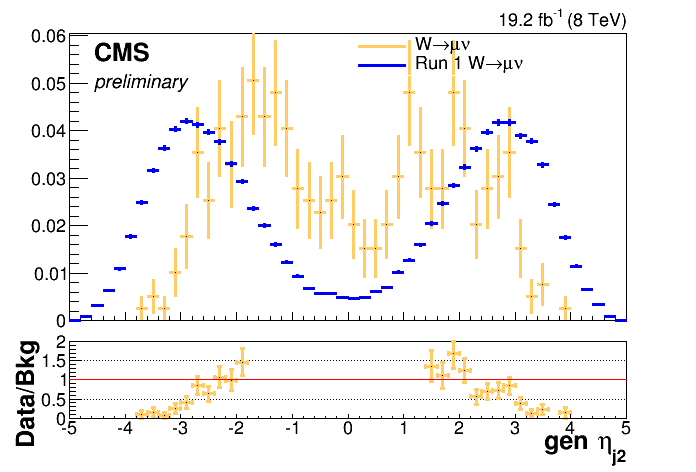 19.2 fb⁻¹ (8 TeV)
CMS
preliminary
W→μν
Run 1 W→μν
0.06
0.05
0.04
0.03
0.02
0.01
0
Data/Bkg
2
1.5
1
0.5
0
-5 -4 -3 -2 -1 0 1 2 3 4 5
gen η_j2